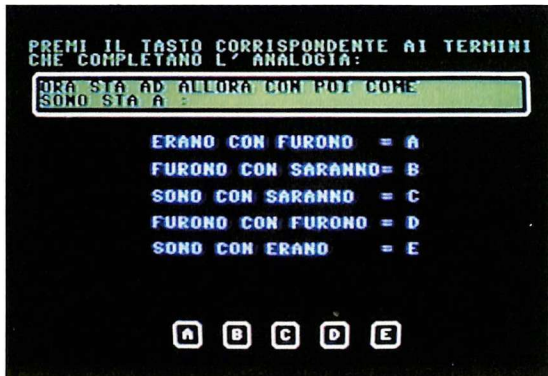 PREMI IL TASTO CORRISPONDENTE AI TERMINI
CHE COMPLETANO L'ANALOGIA:
ORA STA AD ALLORA CON POI COME
SONO STA A :
ERANO CON FURONO = A
FURONO CON SARANNO= B
SONO CON SARANNO = C
FURONO CON FURONO = D
SONO CON ERANO = E
A B C D E